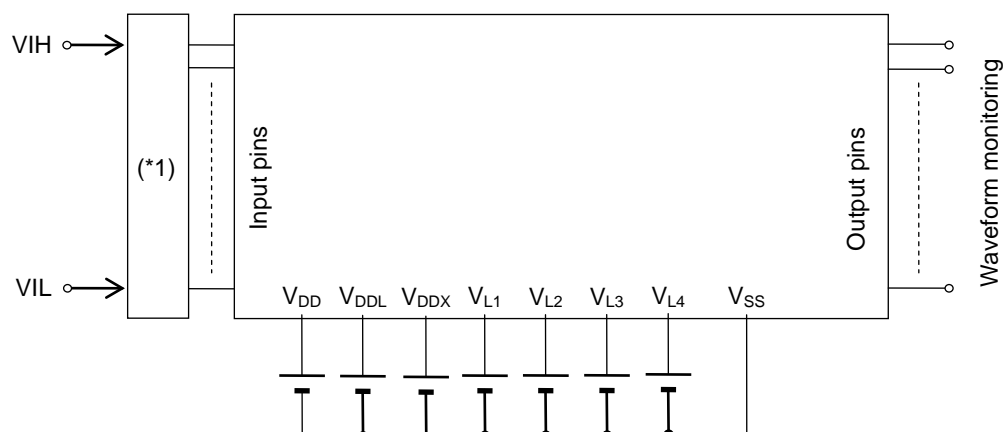 VIH
(*1)
VIL
Input pins
Output pins
Waveform monitoring
VDD VDDL VDDX VL1 VL2 VL3 VL4 VSS